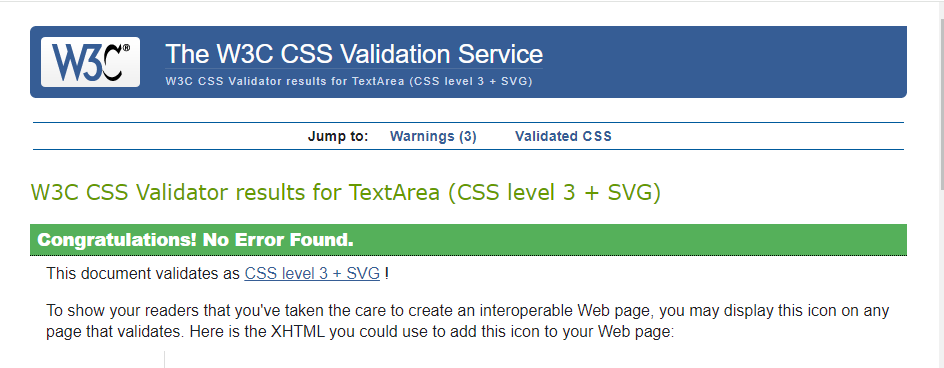 W3C®
The W3C CSS Validation Service
W3C CSS Validator results for TextArea (CSS level 3 + SVG)
Jump to: Warnings (3) Validated CSS
W3C CSS Validator results for TextArea (CSS level 3 + SVG)
Congratulations! No Error Found.
This document validates as CSS level 3 + SVG !
To show your readers that you've taken the care to create an interoperable Web page, you may display this icon on any
page that validates. Here is the XHTML you could use to add this icon to your Web page: